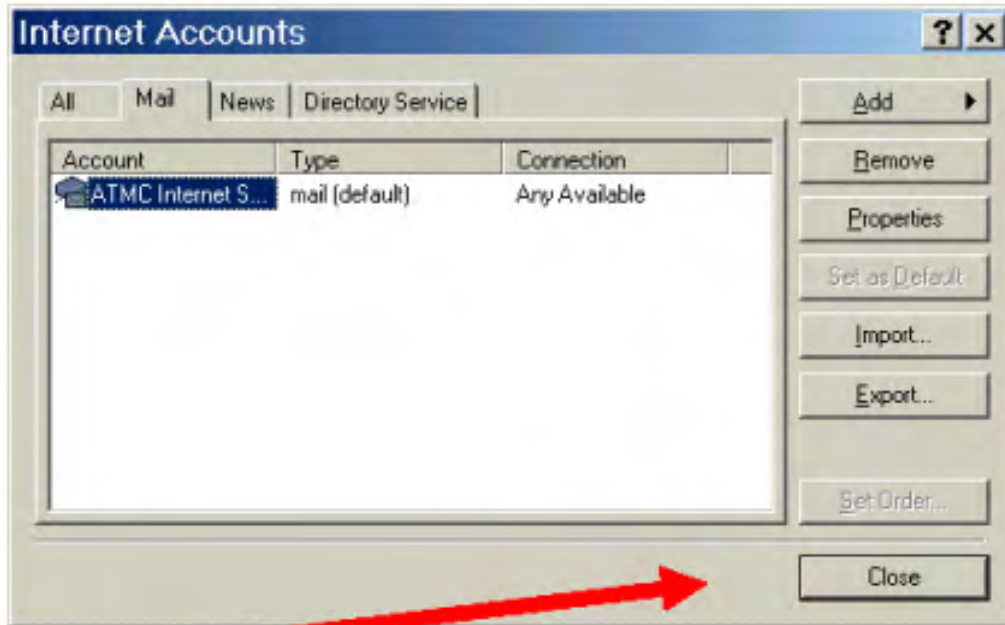 Internet Accounts
All Mail News Directory Service
Account Type Connection
ATMC Internet S... mail (default) Any Available
Add
Remove
Properties
Set as Default
Import...
Export...
Set Order...
Close